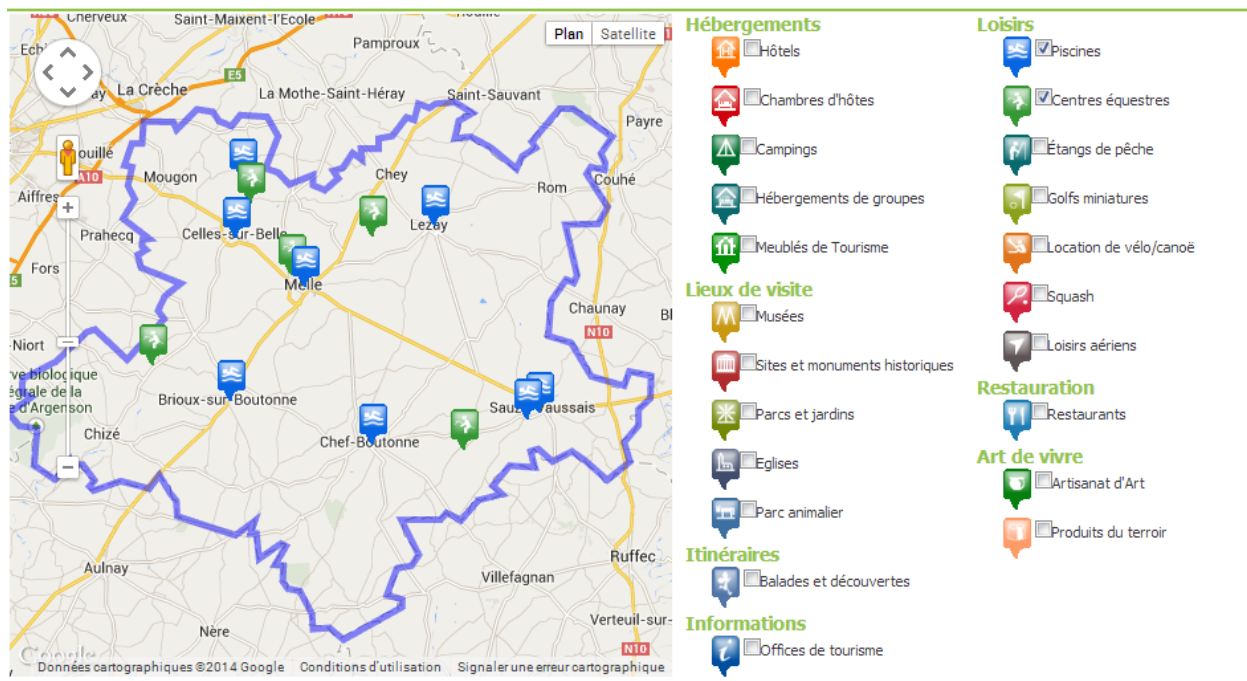 Cherveux
Saint-Maixent-l'École
Pamproux
Plan
Satellite
E5
La Crèche
La Mothe-Saint-Héray
Saint-Sauvant
Payre
A10
Mougon
Chey
Rom
Couhé
Aiffres
Prahecq
Celles-sur-Belle
Lezay
Fors
Melle
Chaunay
N10
Niort
Brioux-sur-Boutonne
Chizé
d'Argenson
Chef-Boutonne
Aulnay
Ruffec
Villefagnan
Nère
Verteuil-sur-
N10
Google
Données cartographiques ©2014 Google
Conditions d'utilisation
Signaler une erreur cartographique
Hébergements
Hôtels
Chambres d'hôtes
Campings
Hébergements de groupes
Meublés de Tourisme
Lieux de visite
Musées
Sites et monuments historiques
Parcs et jardins
Eglises
Parc animalier
Itinéraires
Balades et découvertes
Informations
Offices de tourisme
Loisirs
Piscines
Centres équestres
Étangs de pêche
Golfs miniatures
Location de vélo/canoë
Squash
Loisirs aériens
Restauration
Restaurants
Art de vivre
Artisanat d'Art
Produits du terroir